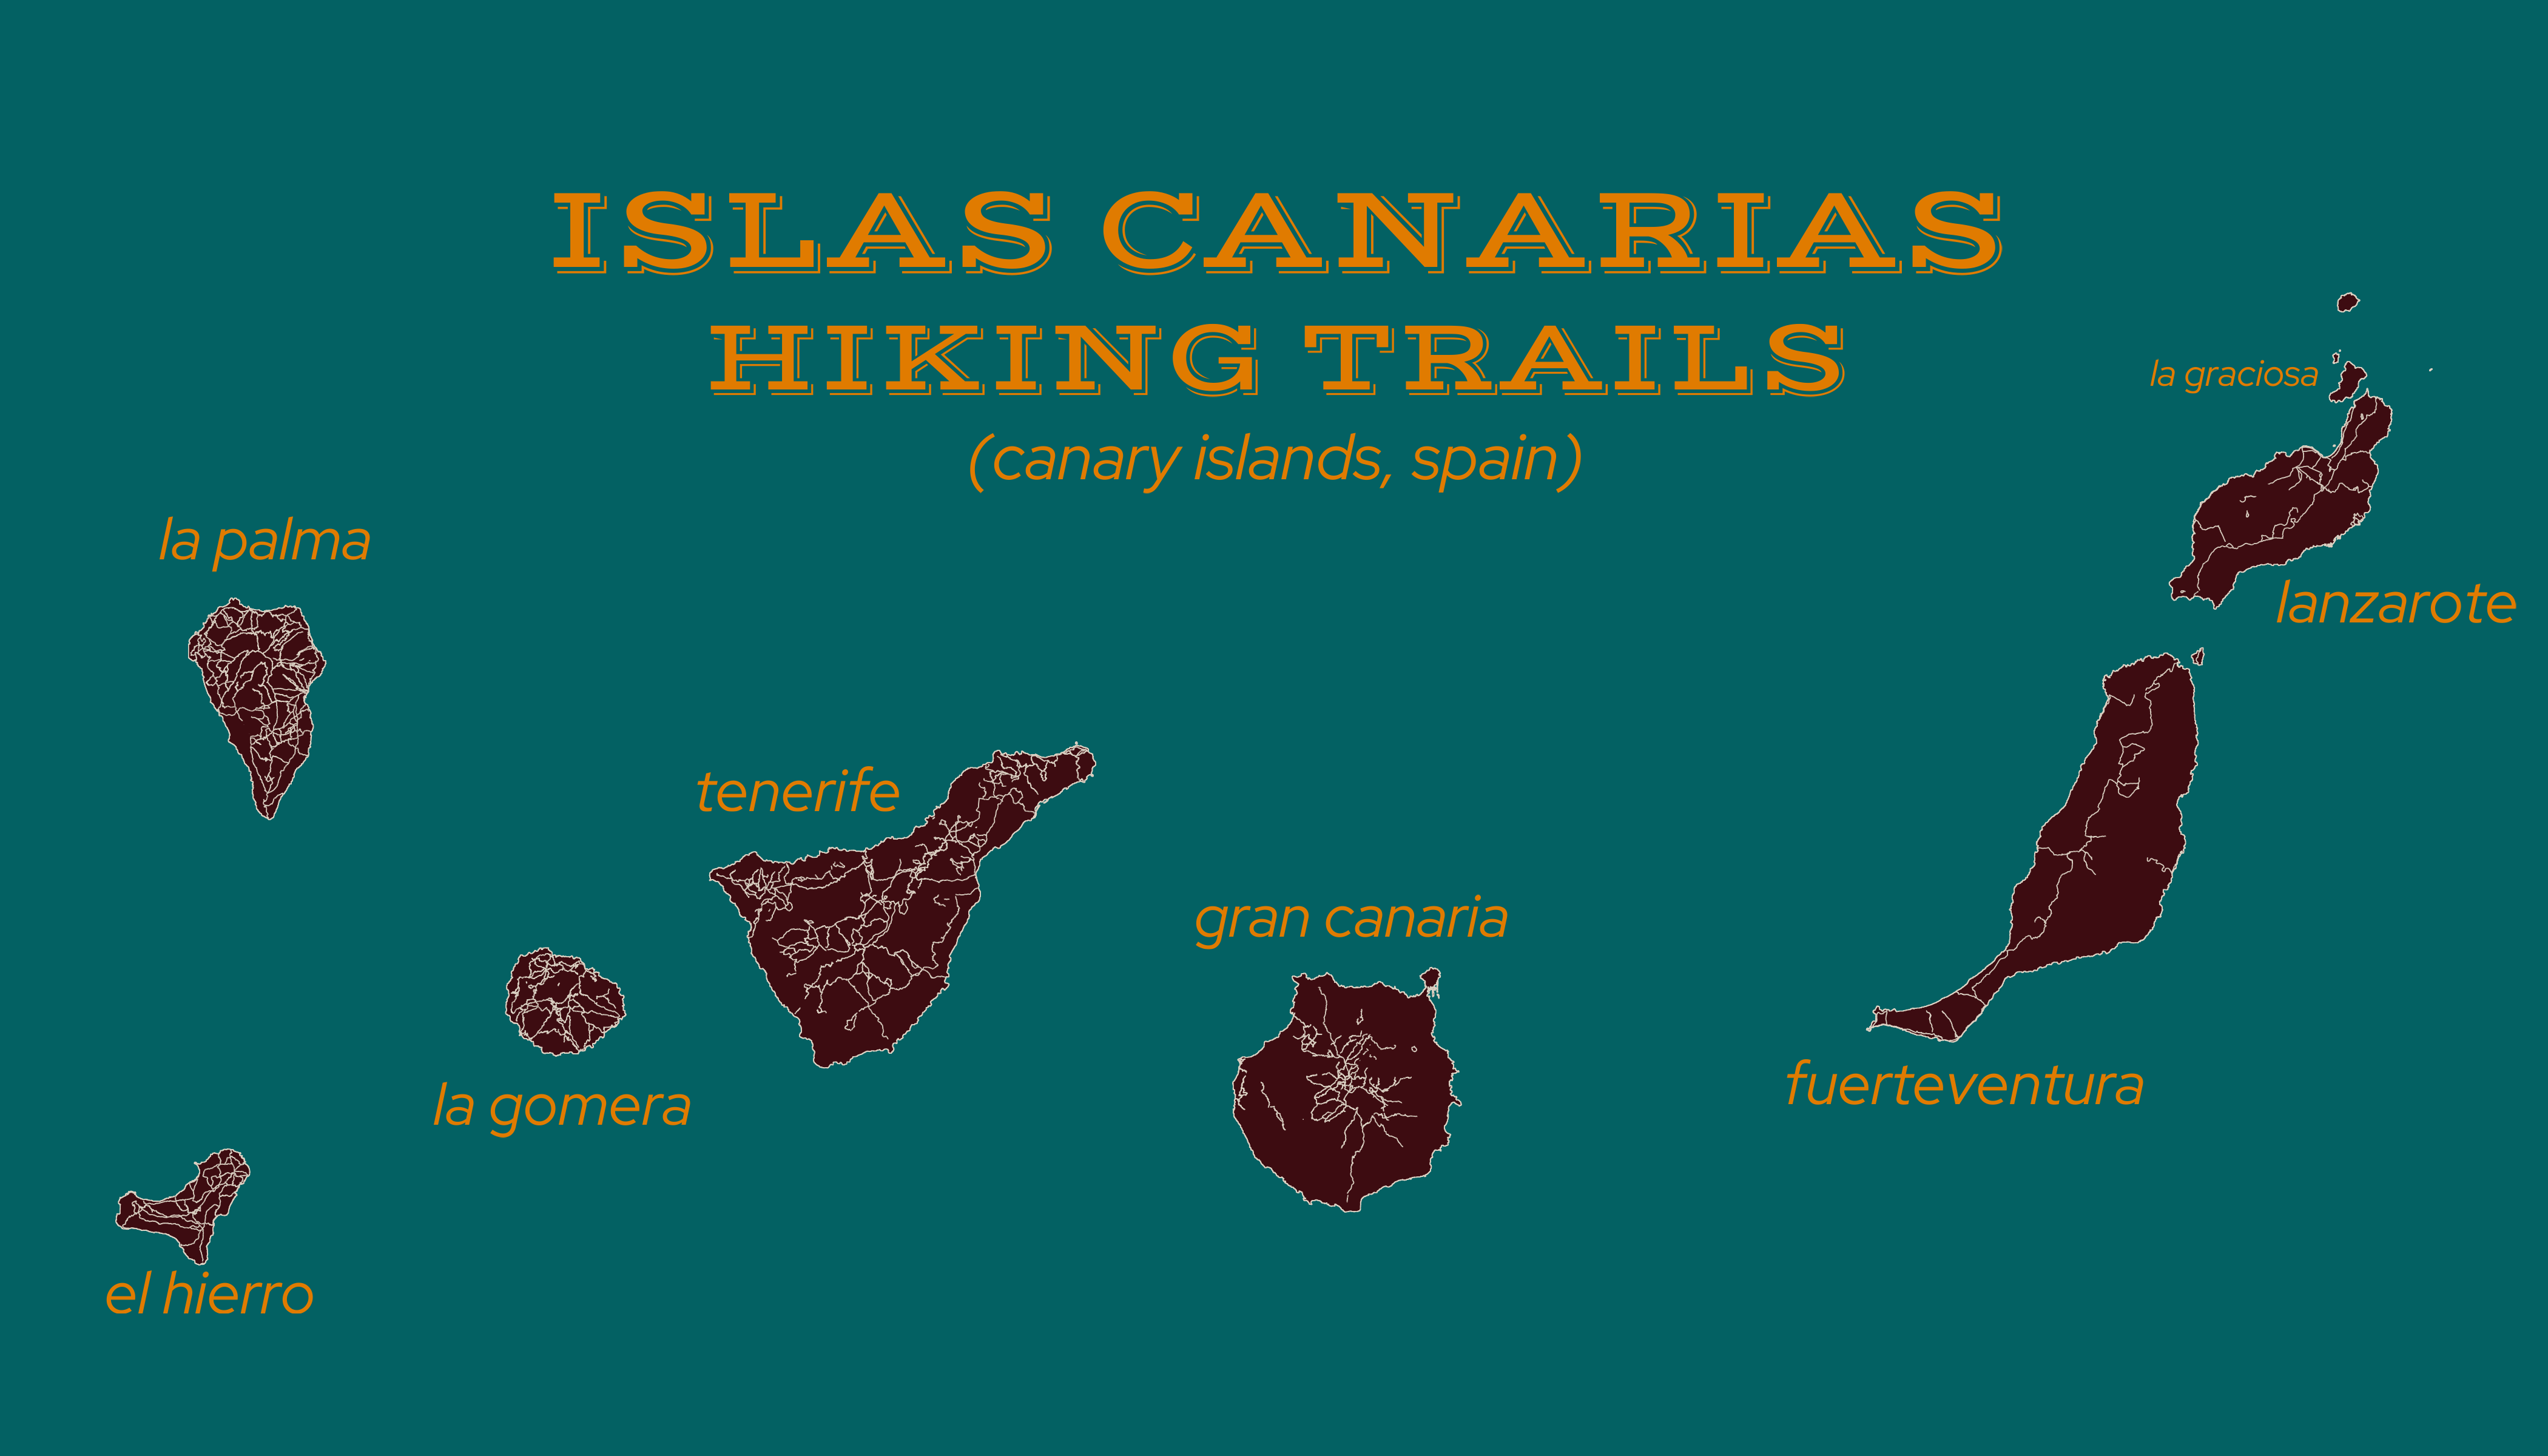 ISLAS CANARIAS
HIKING TRAILS
(canary islands, spain)
la graciosa
la palma
lanzarote
tenerife
gran canaria
fuerteventura
la gomera
el hierro